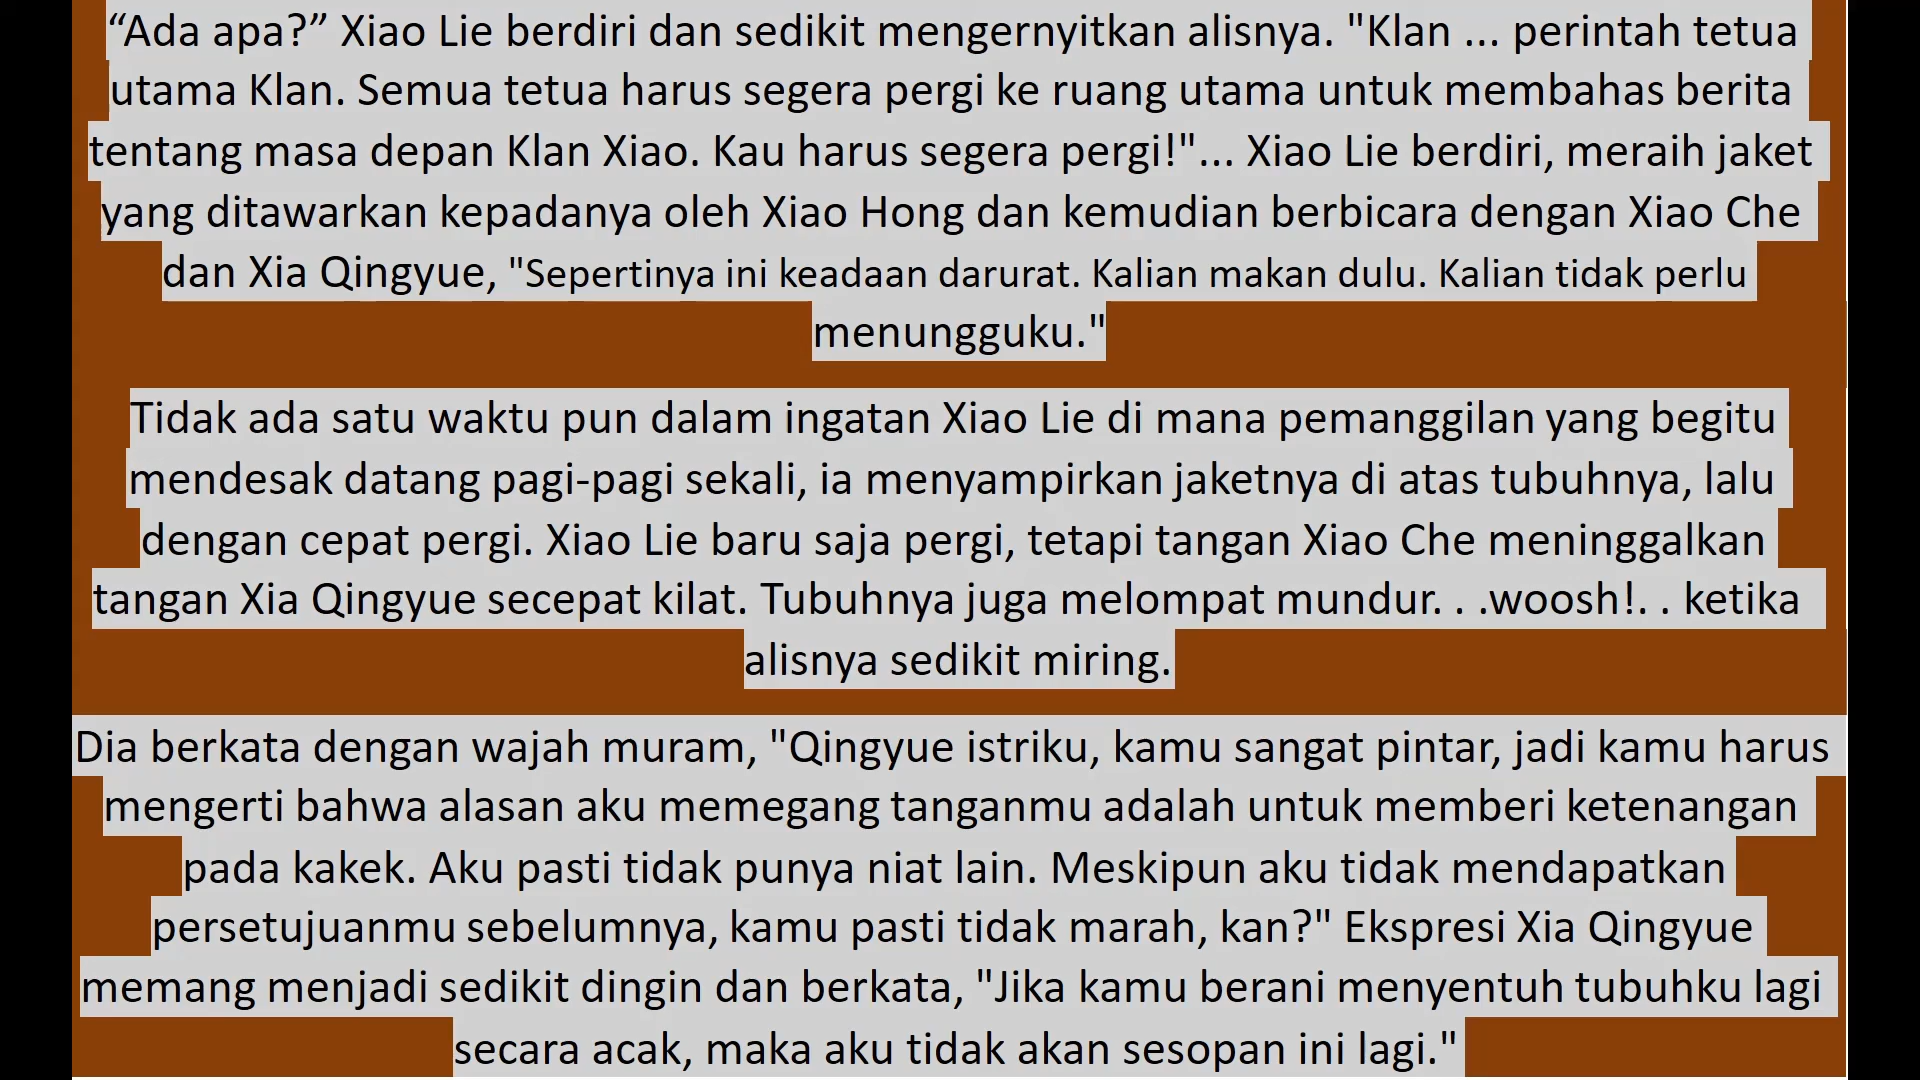 “Ada apa?” Xiao Lie berdiri dan sedikit mengernyitkan alisnya. "Klan ... perintah tetua
utama Klan. Semua tetua harus segera pergi ke ruang utama untuk membahas berita
tentang masa depan Klan Xiao. Kau harus segera pergi!"... Xiao Lie berdiri, meraih jaket
yang ditawarkan kepadanya oleh Xiao Hong dan kemudian berbicara dengan Xiao Che
dan Xia Qingyue, "Sepertinya ini keadaan darurat. Kalian makan dulu. Kalian tidak perlu
menungguku."
Tidak ada satu waktu pun dalam ingatan Xiao Lie di mana pemanggilan yang begitu
mendesak datang pagi-pagi sekali, ia menyampirkan jaketnya di atas tubuhnya, lalu
dengan cepat pergi. Xiao Lie baru saja pergi, tetapi tangan Xiao Che meninggalkan
tangan Xia Qingyue secepat kilat. Tubuhnya juga melompat mundur. . .woosh!. . ketika
alisnya sedikit miring.
Dia berkata dengan wajah muram, "Qingyue istriku, kamu sangat pintar, jadi kamu harus
mengerti bahwa alasan aku memegang tanganmu adalah untuk memberi ketenangan
pada kakek. Aku pasti tidak punya niat lain. Meskipun aku tidak mendapatkan
persetujuanmu sebelumnya, kamu pasti tidak marah, kan?" Ekspresi Xia Qingyue
memang menjadi sedikit dingin dan berkata, "Jika kamu berani menyentuh tubuhku lagi
secara acak, maka aku tidak akan sesopan ini lagi."